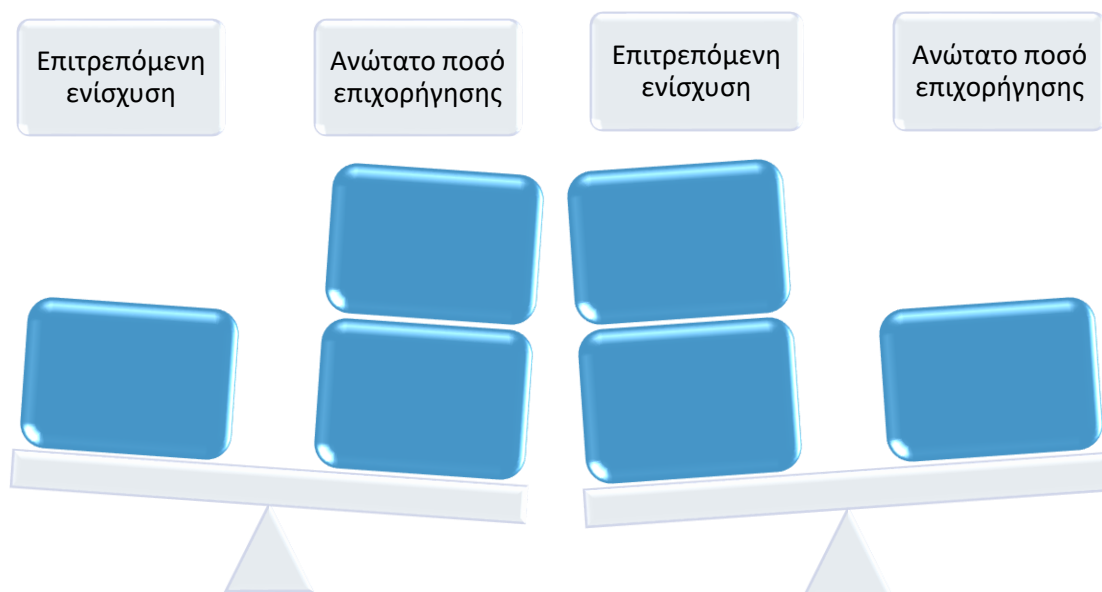 Επιτρεπόμενη
ενίσχυση
Ανώτατο ποσό
επιχορήγησης
Επιτρεπόμενη
ενίσχυση
Ανώτατο ποσό
επιχορήγησης